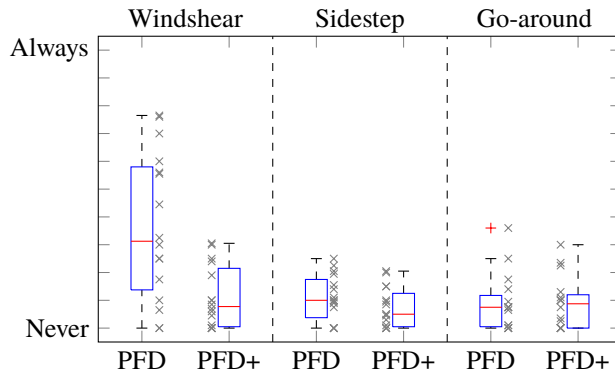 Windshear Sidestep Go-around
Always
Never
PFD PFD+ PFD PFD+ PFD PFD+